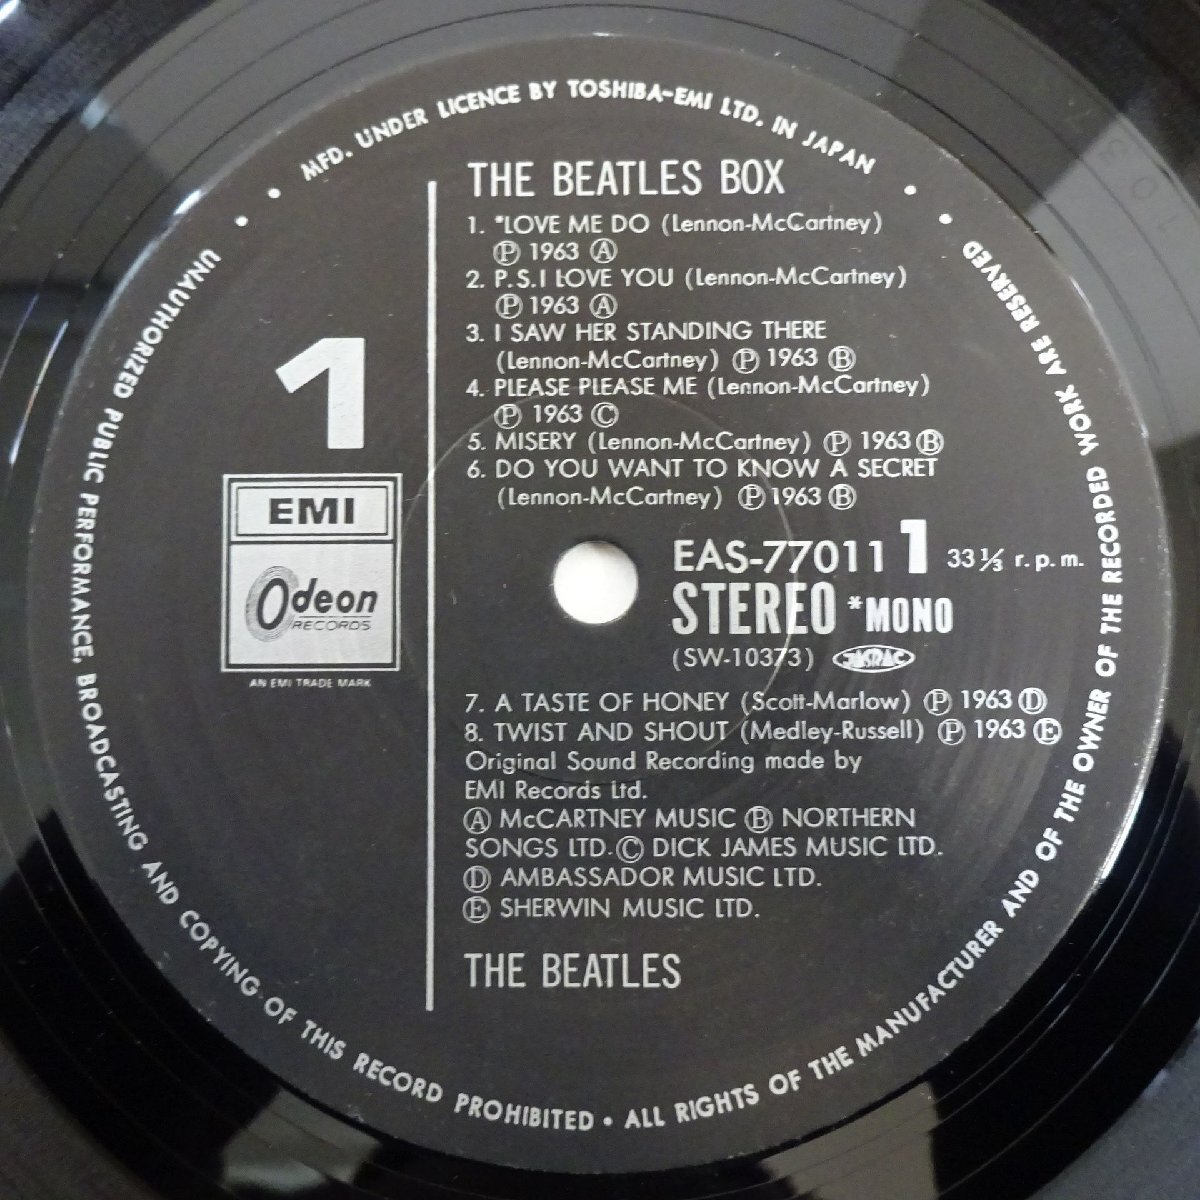 MFD. UNDER LICENCE BY TOSHIBA-EMI LTD. IN JAPAN
THE BEATLES BOX
1. *LOVE ME DO (Lennon-McCartney)
Ⓟ 1963 Ⓐ
2. P.S.I LOVE YOU (Lennon-McCartney)
Ⓟ 1963 Ⓐ
3. I SAW HER STANDING THERE
(Lennon-McCartney) Ⓟ 1963 Ⓑ
4. PLEASE PLEASE ME (Lennon-McCartney)
Ⓟ 1963 Ⓒ
5. MISERY (Lennon-McCartney) Ⓟ 1963 Ⓑ
6. DO YOU WANT TO KNOW A SECRET
(Lennon-McCartney) Ⓟ 1963 Ⓑ
1
EMI
Odeon
RECORDS
AN EMI TRADE MARK
EAS-77011 1 33 1/3 r.p.m.
STEREO *MONO
(SW-10373) JASRAC
7. A TASTE OF HONEY (Scott-Marlow) Ⓟ 1963 Ⓓ
8. TWIST AND SHOUT (Medley-Russell) Ⓟ 1963 Ⓔ
Original Sound Recording made by
EMI Records Ltd.
Ⓐ McCARTNEY MUSIC Ⓑ NORTHERN
SONGS LTD. Ⓒ DICK JAMES MUSIC LTD.
Ⓓ AMBASSADOR MUSIC LTD.
Ⓔ SHERWIN MUSIC LTD.
THE BEATLES
UNAUTHORIZED PUBLIC PERFORMANCE, BROADCASTING AND COPYING OF THIS RECORD PROHIBITED • ALL RIGHTS OF THE MANUFACTURER AND OF THE OWNER OF THE RECORDED WORK ARE RESERVED